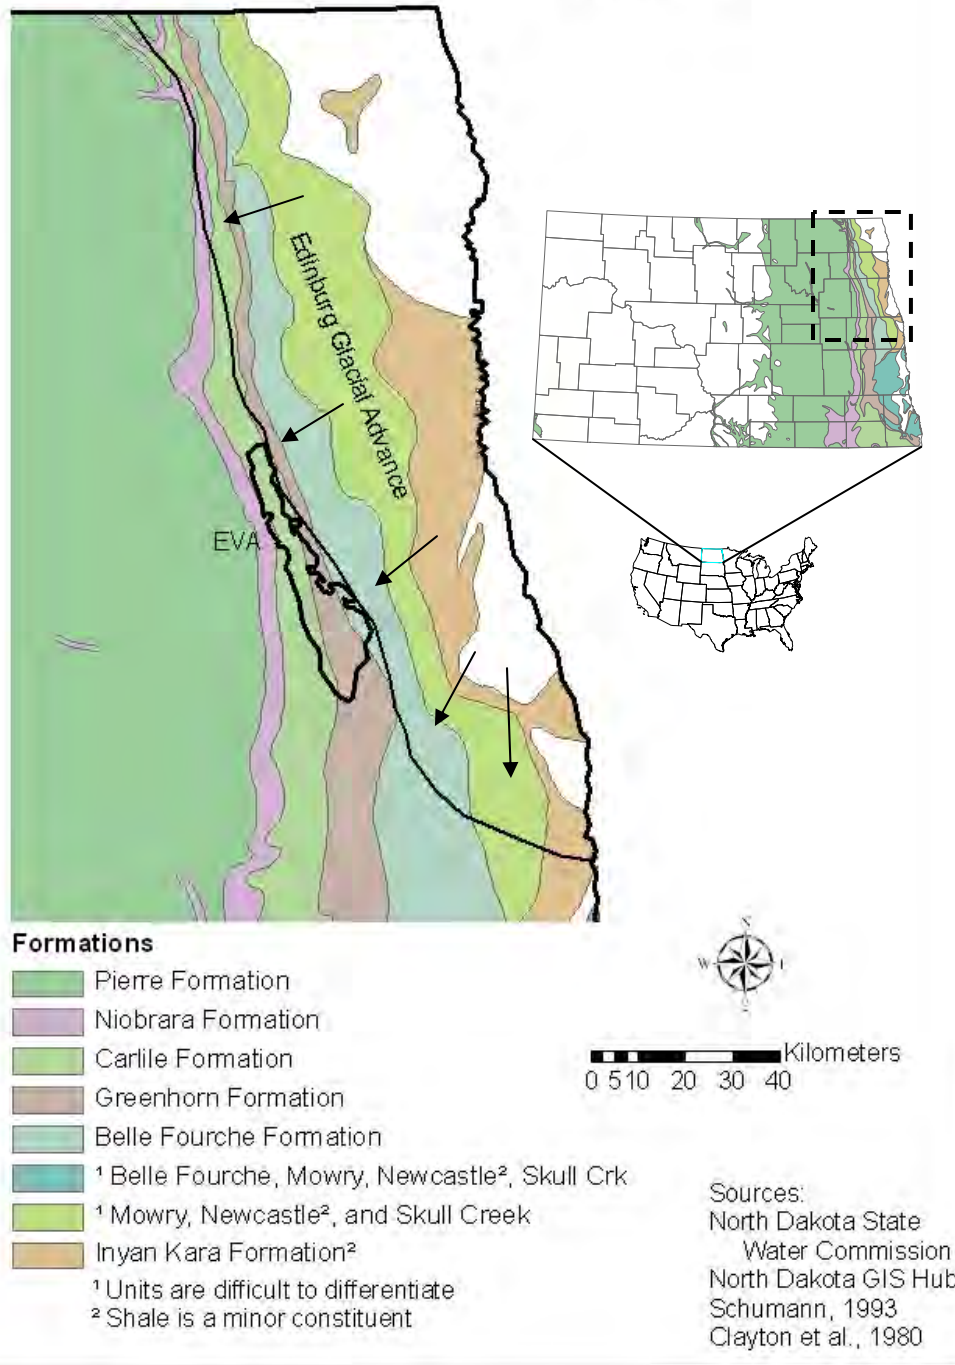 Edinburg Glacial Advance
EVA
Formations
Pierre Formation
Niobrara Formation
Carlile Formation
Greenhorn Formation
Belle Fourche Formation
¹ Belle Fourche, Mowry, Newcastle², Skull Crk
¹ Mowry, Newcastle², and Skull Creek
Inyan Kara Formation²
¹ Units are difficult to differentiate
² Shale is a minor constituent
S
W
Kilometers
0 5 10 20 30 40
Sources:
North Dakota State
Water Commission
North Dakota GIS Hub
Schumann, 1993
Clayton et al., 1980